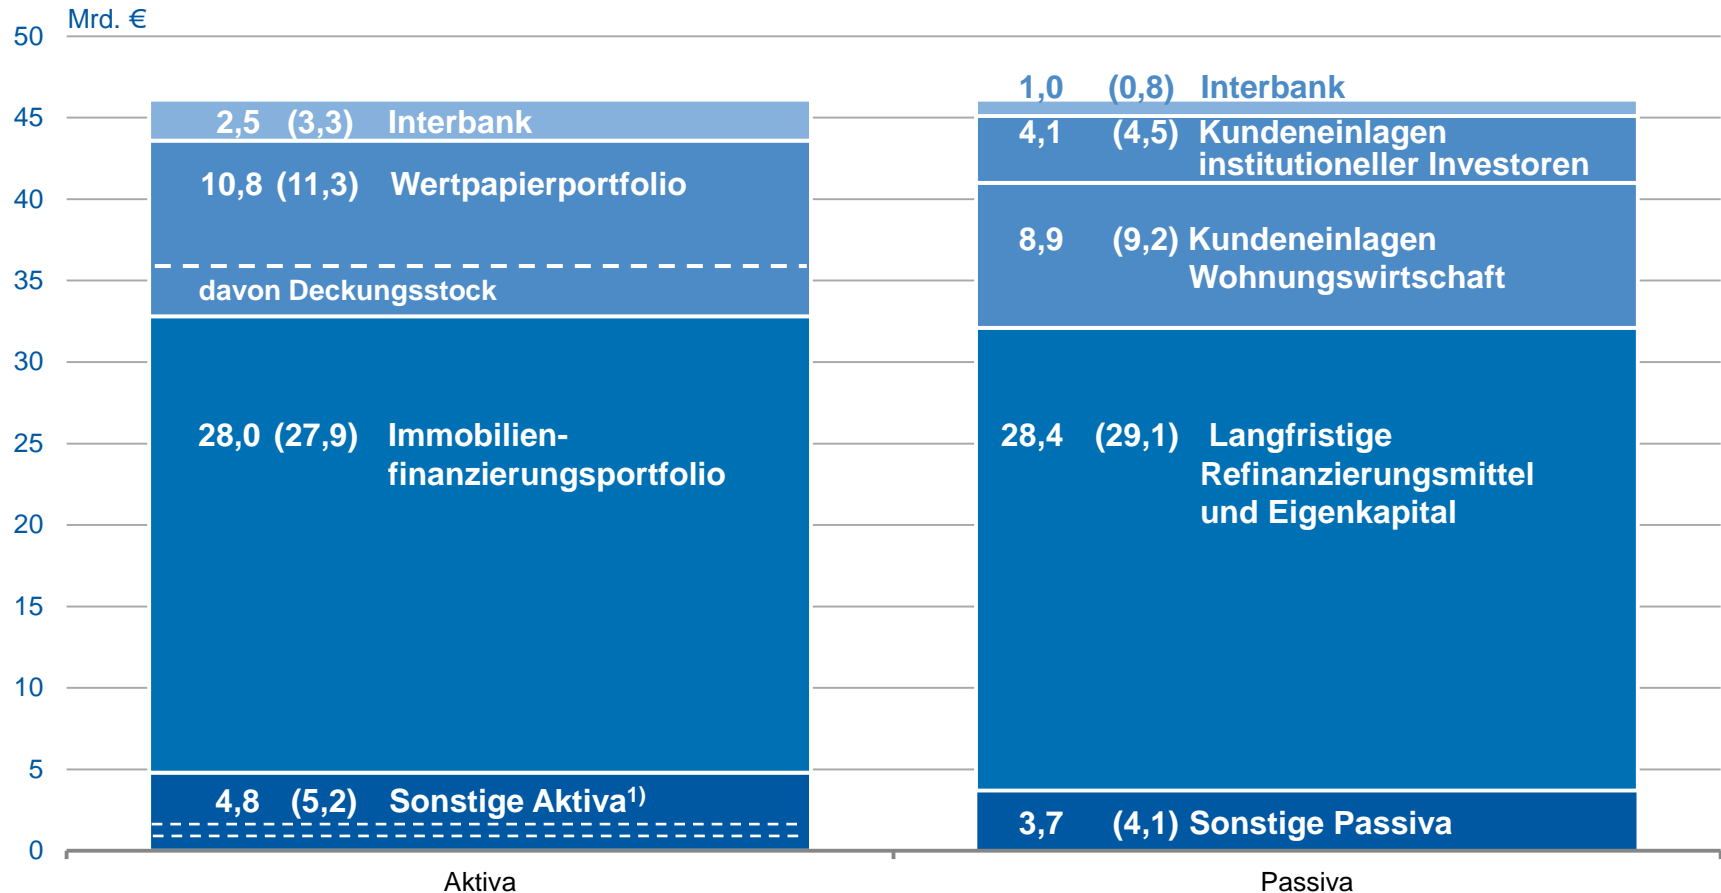 Mrd. €
50
45
40
35
30
25
20
15
10
5
0
2,5 (3,3) Interbank
10,8 (11,3) Wertpapierportfolio
davon Deckungsstock
28,0 (27,9) Immobilien-
finanzierungsportfolio
4,8 (5,2) Sonstige Aktiva1)
1,0 (0,8) Interbank
4,1 (4,5) Kundeneinlagen
institutioneller Investoren
8,9 (9,2) Kundeneinlagen
Wohnungswirtschaft
28,4 (29,1) Langfristige
Refinanzierungsmittel
und Eigenkapital
3,7 (4,1) Sonstige Passiva
Aktiva
Passiva